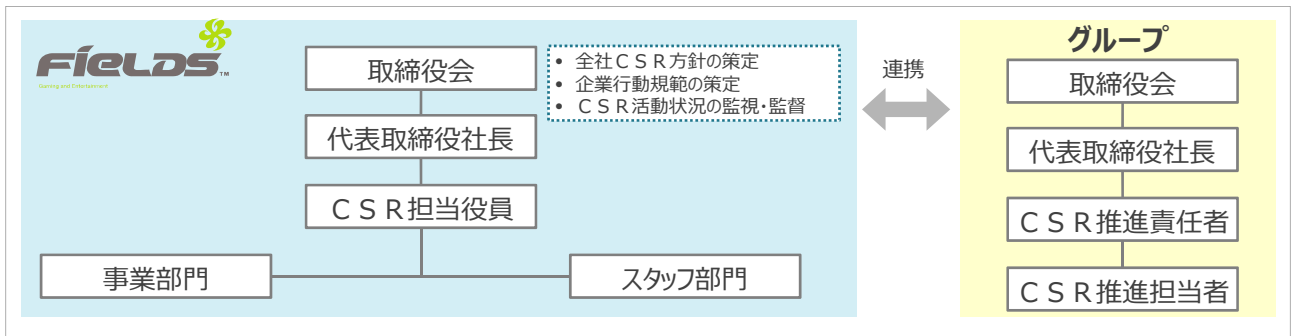 FIELDS™
Gaming and Entertainment
取締役会
• 全社ＣＳＲ方針の策定
• 企業行動規範の策定
• ＣＳＲ活動状況の監視・監督
代表取締役社長
ＣＳＲ担当役員
事業部門
スタッフ部門
連携
グループ
取締役会
代表取締役社長
ＣＳＲ推進責任者
ＣＳＲ推進担当者